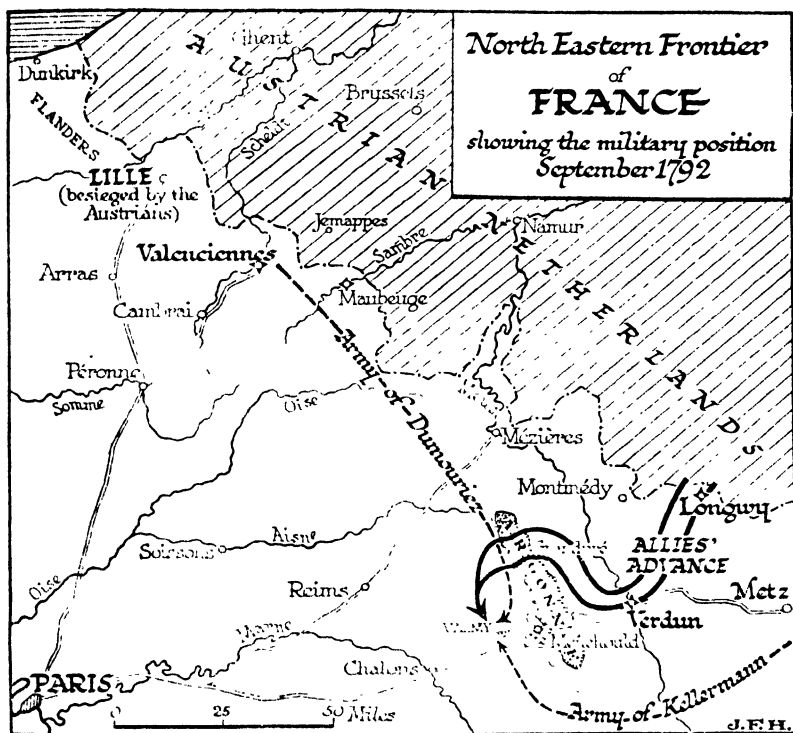 North Eastern Frontier
of
FRANCE
showing the military position
September 1792
AUSTRIAN NETHERLANDS
Ghent
Dunkirk
Brussels
FLANDERS
Scheldt
LILLE
(besieged by the
Austrians)
Jemappes
Sambre
Namur
Valenciennes
Arras
Maubeuge
Cambrai
Army of Dumouriez
Péronne
Somme
Oise
Mézières
Montmédy
Longwy
ALLIES'
ADVANCE
Aisne
Soissons
ARGONNE
Oise
Reims
Metz
Verdun
VALMY
Marne
Chalons
PARIS
Army of Kellermann
0 25 50 Miles
J.F.H.